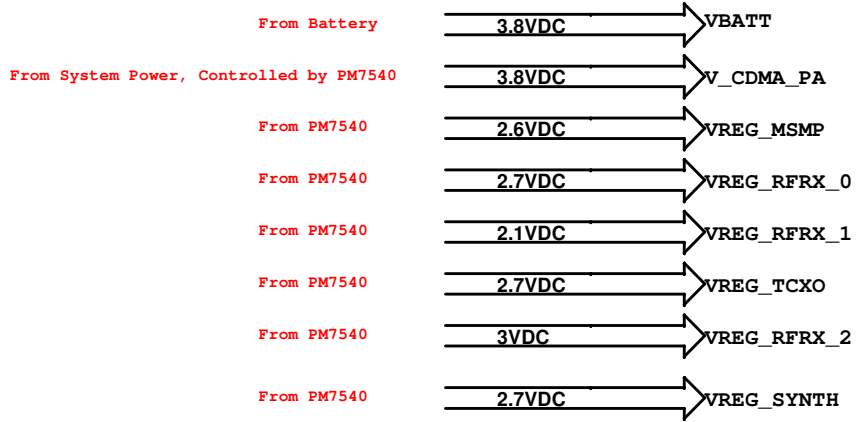 From Battery 3.8VDC VBATT
From System Power, Controlled by PM7540 3.8VDC V_CDMA_PA
From PM7540 2.6VDC VREG_MSMP
From PM7540 2.7VDC VREG_RFRX_0
From PM7540 2.1VDC VREG_RFRX_1
From PM7540 2.7VDC VREG_TCXO
From PM7540 3VDC VREG_RFRX_2
From PM7540 2.7VDC VREG_SYNTH